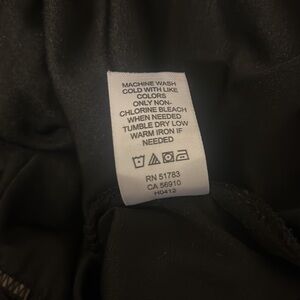 MACHINE WASH
COLD WITH LIKE
COLORS
ONLY NON-
CHLORINE BLEACH
WHEN NEEDED
TUMBLE DRY LOW
WARM IRON IF
NEEDED
RN 51783
CA 56910
H0412